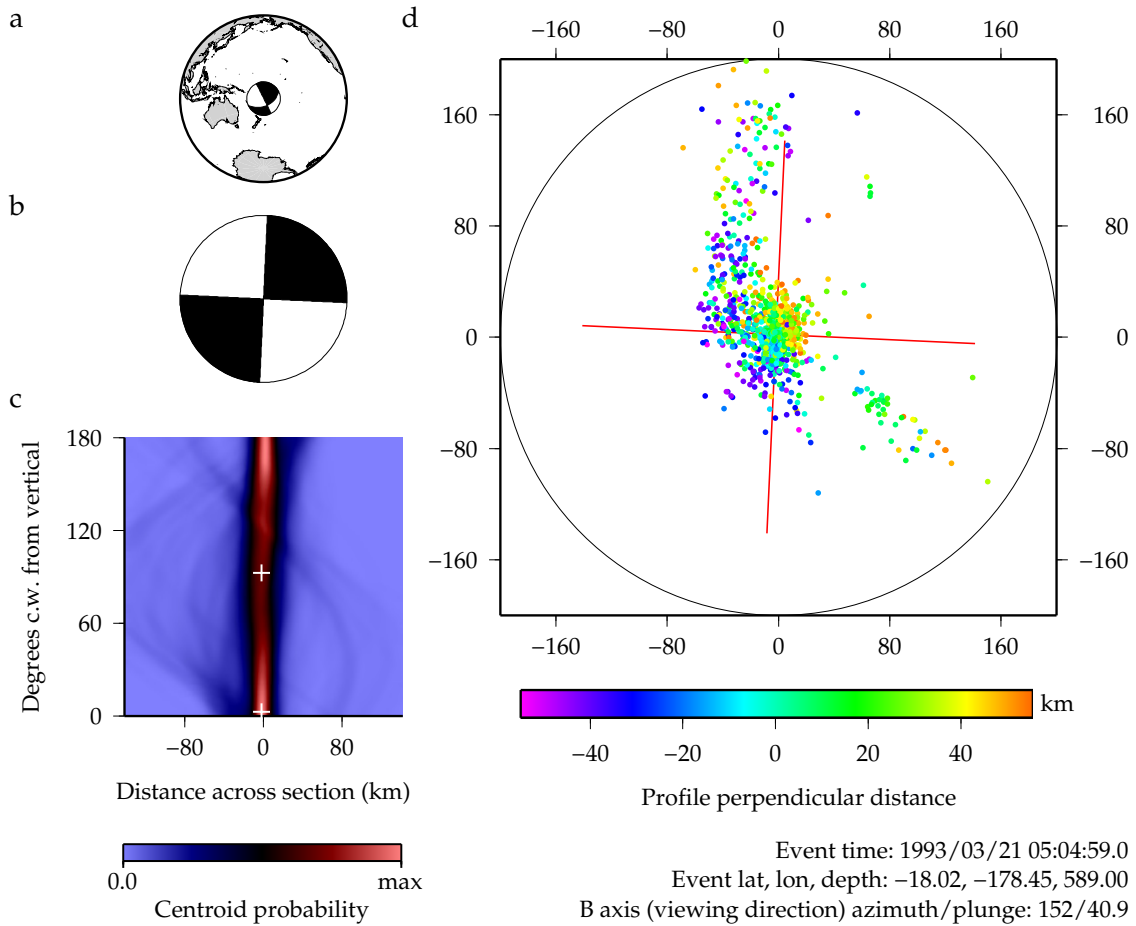 a
b
c
180
120
60
0
Degrees c.w. from vertical
−80
0
80
Distance across section (km)
0.0
max
Centroid probability
d
−160
−80
0
80
160
160
80
0
−80
−160
160
80
0
−80
−160
−160
−80
0
80
160
km
−40
−20
0
20
40
Profile perpendicular distance
Event time: 1993/03/21 05:04:59.0
Event lat, lon, depth: −18.02, −178.45, 589.00
B axis (viewing direction) azimuth/plunge: 152/40.9